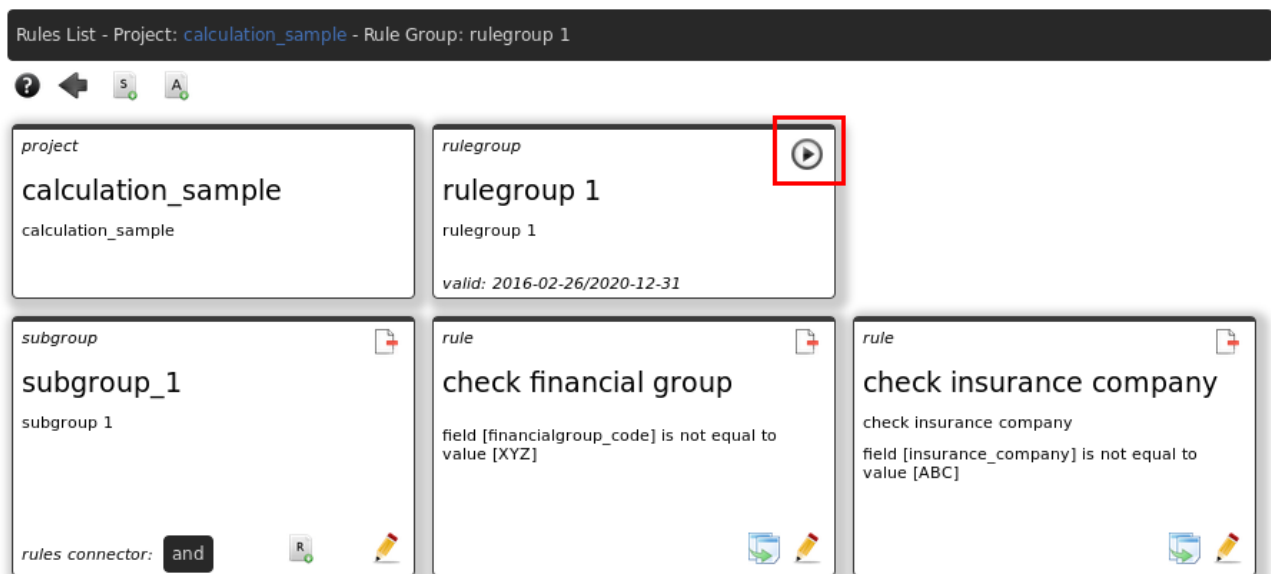 Rules List - Project: calculation_sample - Rule Group: rulegroup 1
?
S
A
project
calculation_sample
calculation_sample
rulegroup
rulegroup 1
rulegroup 1
valid: 2016-02-26/2020-12-31
subgroup
subgroup_1
subgroup 1
rules connector: and
R
rule
check financial group
field [financialgroup_code] is not equal to
value [XYZ]
rule
check insurance company
check insurance company
field [insurance_company] is not equal to
value [ABC]